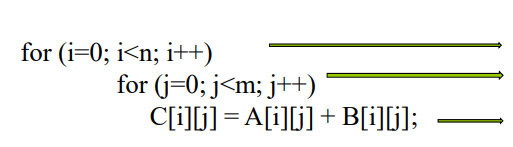 for (i=0; i<n; i++)
for (j=0; j<m; j++)
C[i][j] = A[i][j] + B[i][j];